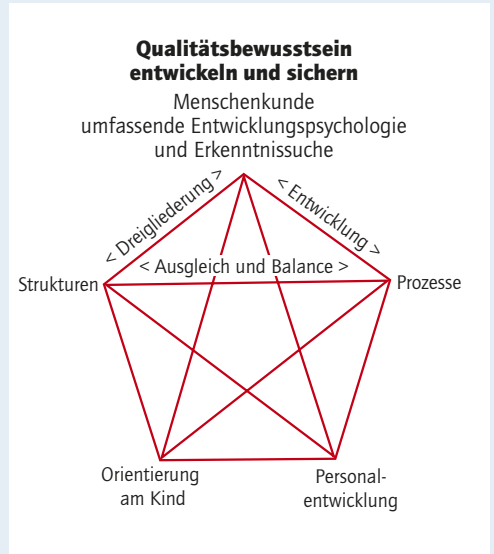 Qualitätsbewusstsein
entwickeln und sichern
Menschenkunde
umfassende Entwicklungspsychologie
und Erkenntnissuche
< Dreigliederung >
< Entwicklung >
< Ausgleich und Balance >
Strukturen
Prozesse
Orientierung
am Kind
Personal-
entwicklung